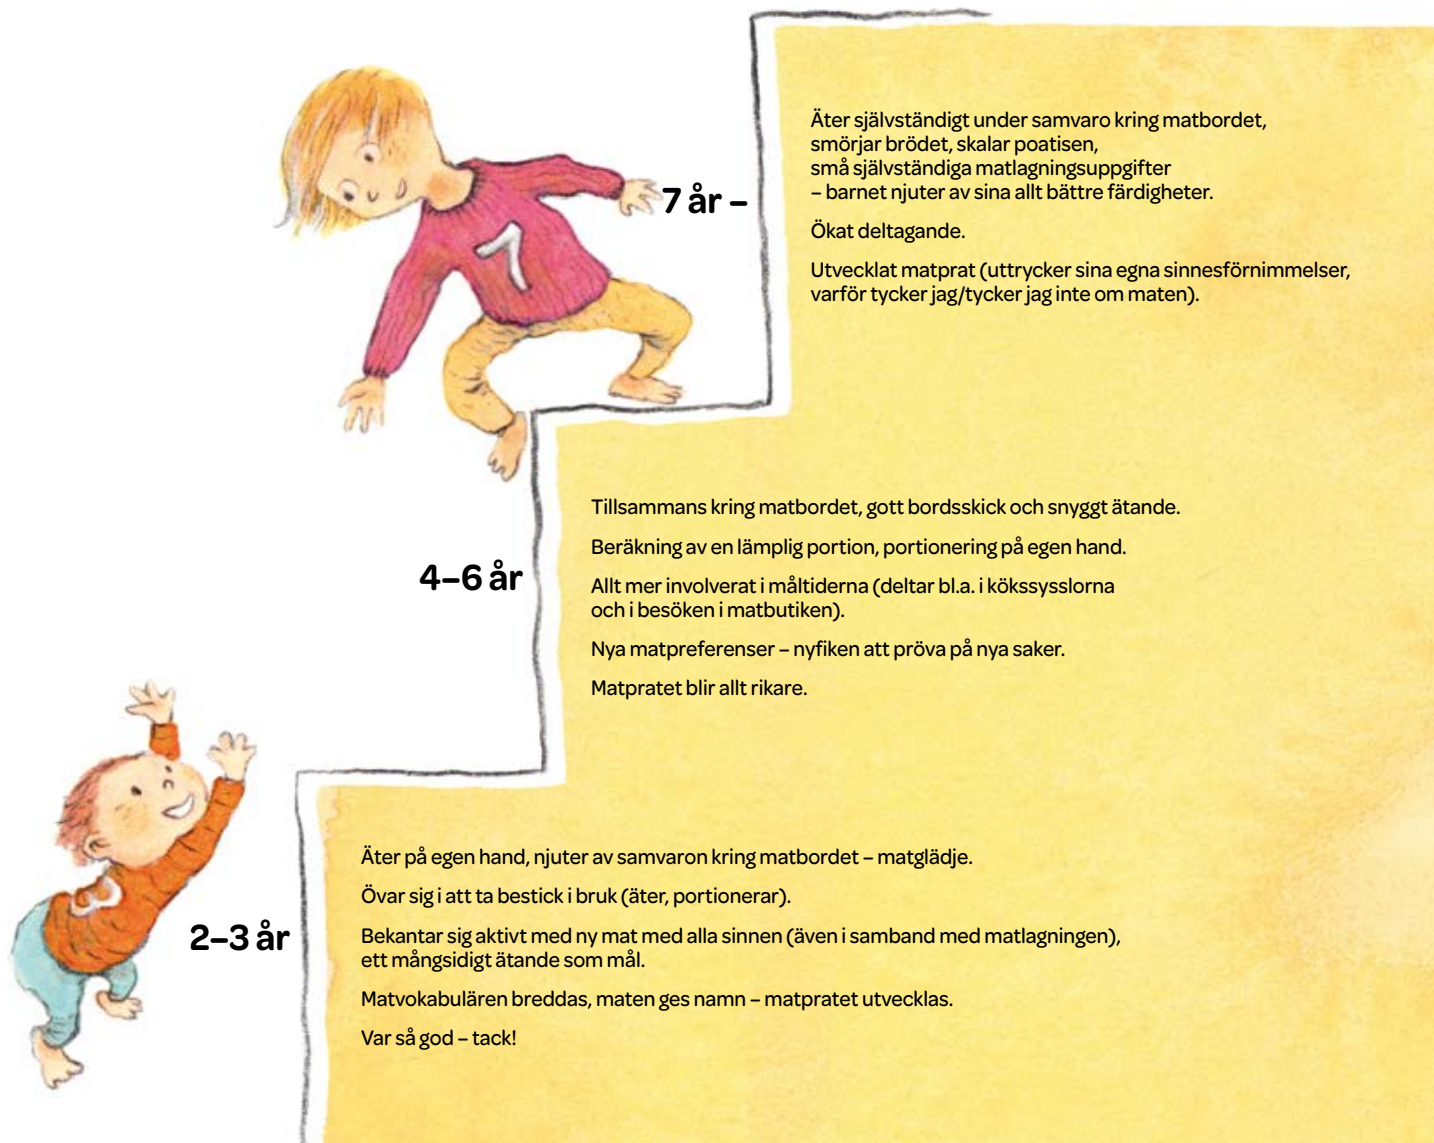 Äter självständigt under samvaro kring matbordet,
smörjar brödet, skalar poatisen,
små självständiga matlagningsuppgifter
– barnet njuter av sina allt bättre färdigheter.
7 år –
Ökat deltagande.
Utvecklat matprat (uttrycker sina egna sinnesförnimmelser,
varför tycker jag/tycker jag inte om maten).
7
Tillsammans kring matbordet, gott bordsskick och snyggt ätande.
Beräkning av en lämplig portion, portionering på egen hand.
4–6 år
Allt mer involverat i måltiderna (deltar bl.a. i kökssysslorna
och i besöken i matbutiken).
Nya matpreferenser – nyfiken att pröva på nya saker.
Matpratet blir allt rikare.
Äter på egen hand, njuter av samvaron kring matbordet – matglädje.
Övar sig i att ta bestick i bruk (äter, portionerar).
3
2–3 år
Bekantar sig aktivt med ny mat med alla sinnen (även i samband med matlagningen),
ett mångsidigt ätande som mål.
Matvokabulären breddas, maten ges namn – matpratet utvecklas.
Var så god – tack!